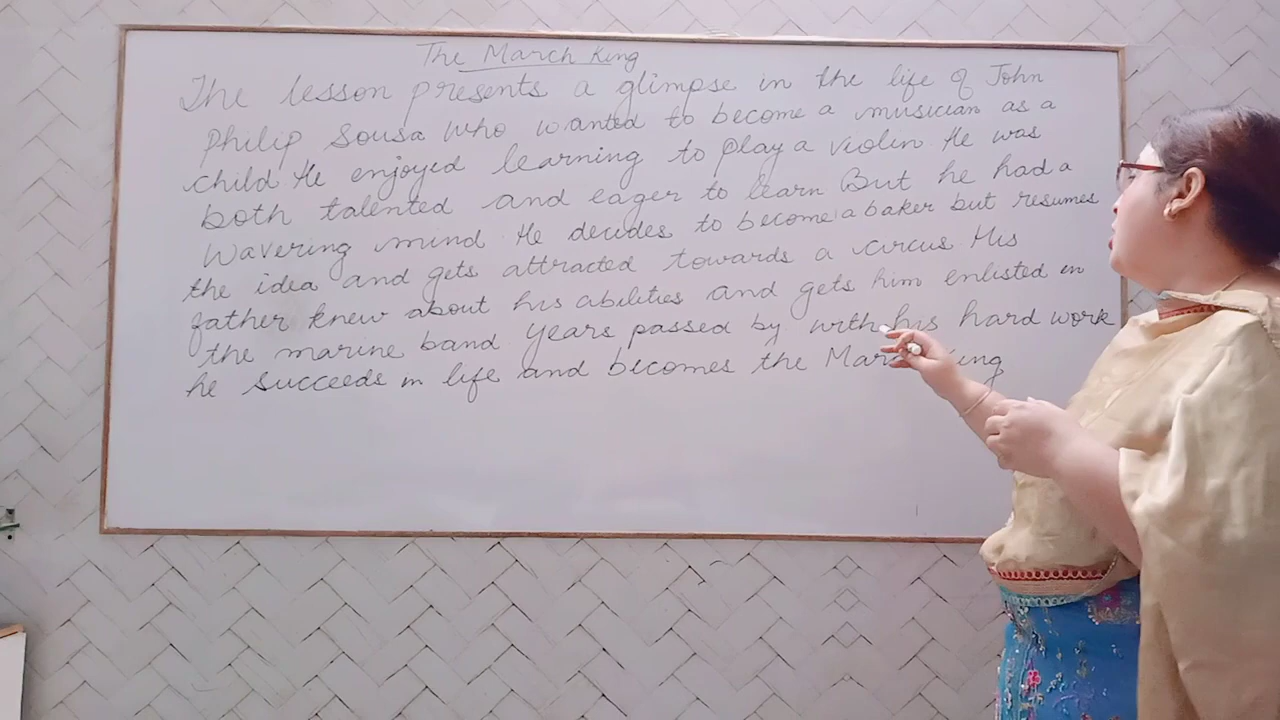 The March King
The lesson presents a glimpse in the life of John
Philip Sousa who wanted to become a musician as a
child He enjoyed learning to play a violin He was
both talented and eager to learn But he had a
wavering mind He decides to become a baker but resumes
the idea and gets attracted towards a circus His
father knew about his abilities and gets him enlisted in
the marine band Years passed by with his hard work
he succeeds in life and becomes the March King